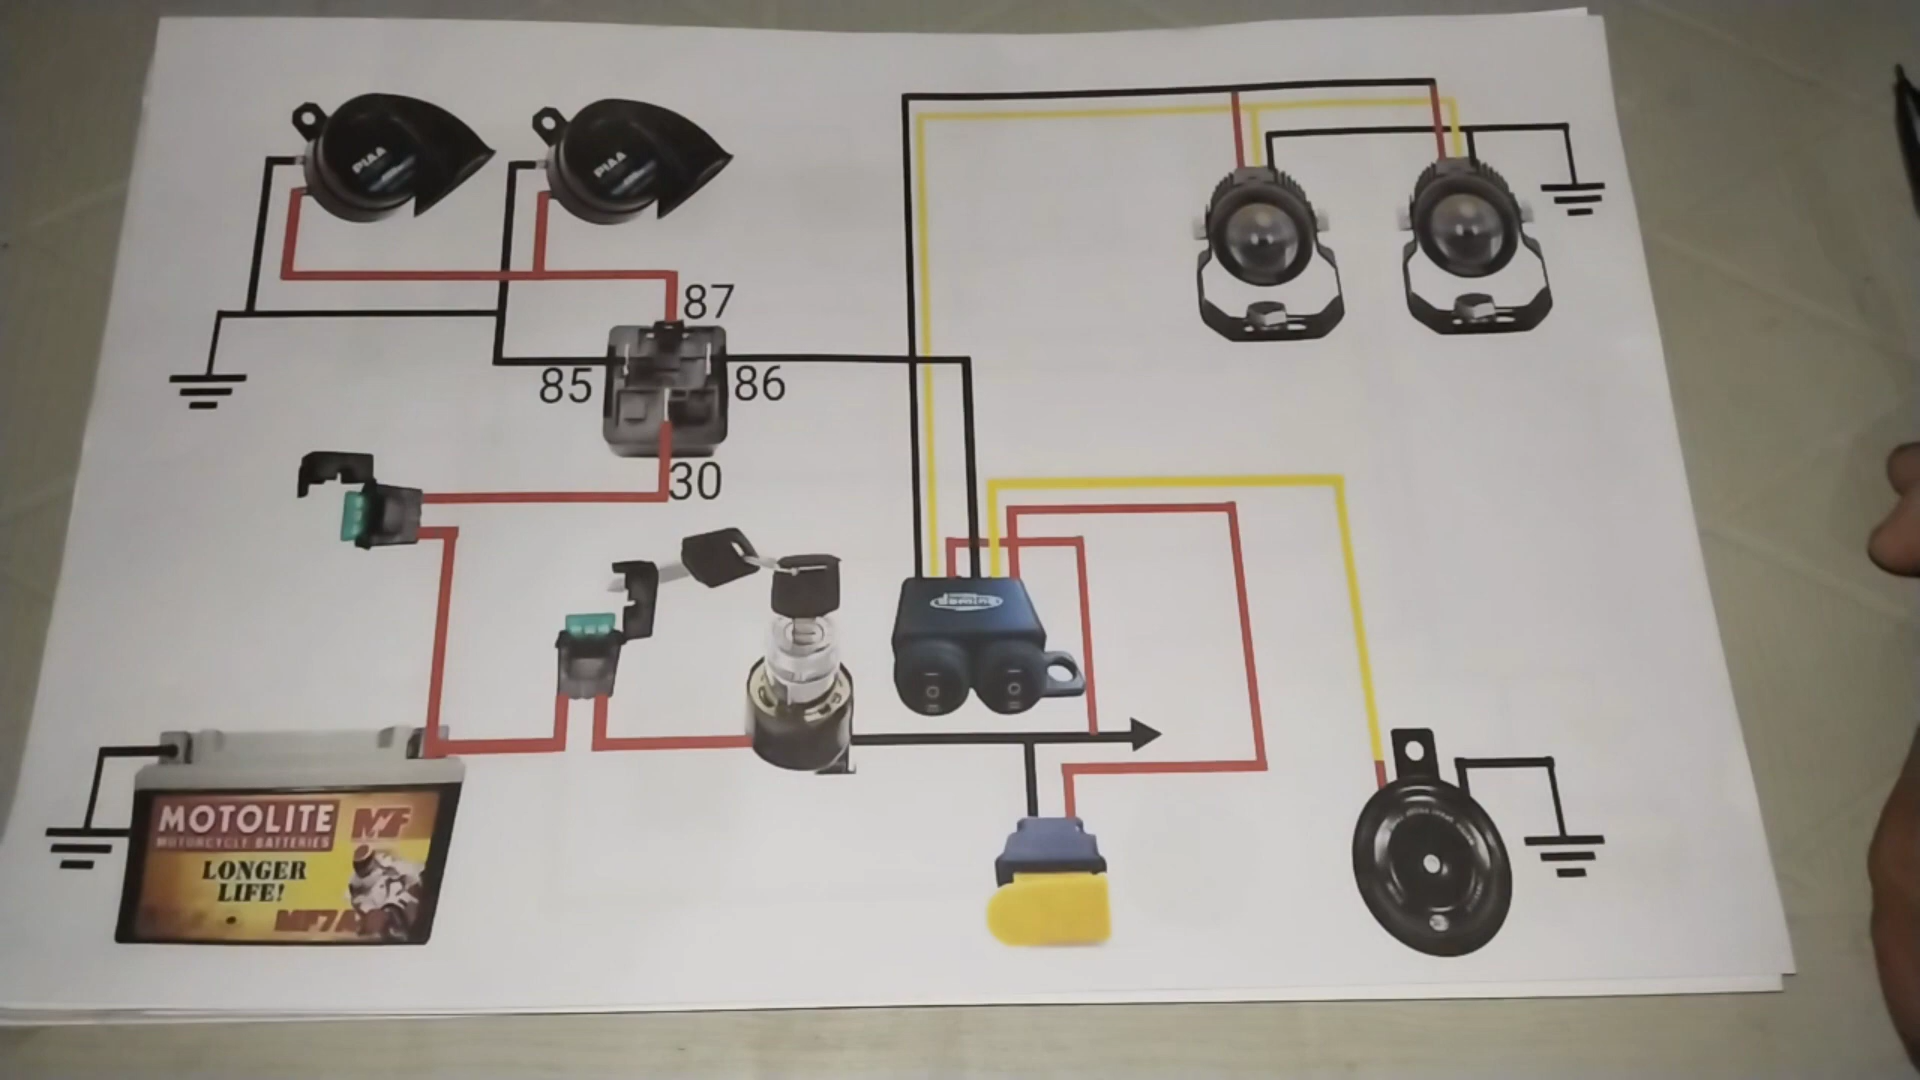 PIAA
PIAA
87
85
86
30
domino
MOTOLITE MF
MOTORCYCLE BATTERIES
LONGER
LIFE!